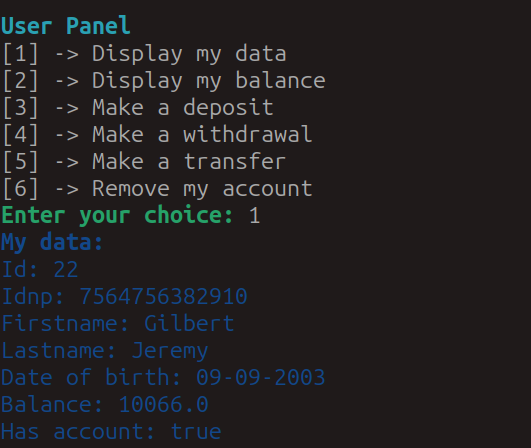 User Panel
[1] -> Display my data
[2] -> Display my balance
[3] -> Make a deposit
[4] -> Make a withdrawal
[5] -> Make a transfer
[6] -> Remove my account
Enter your choice: 1
My data:
Id: 22
Idnp: 7564756382910
Firstname: Gilbert
Lastname: Jeremy
Date of birth: 09-09-2003
Balance: 10066.0
Has account: true